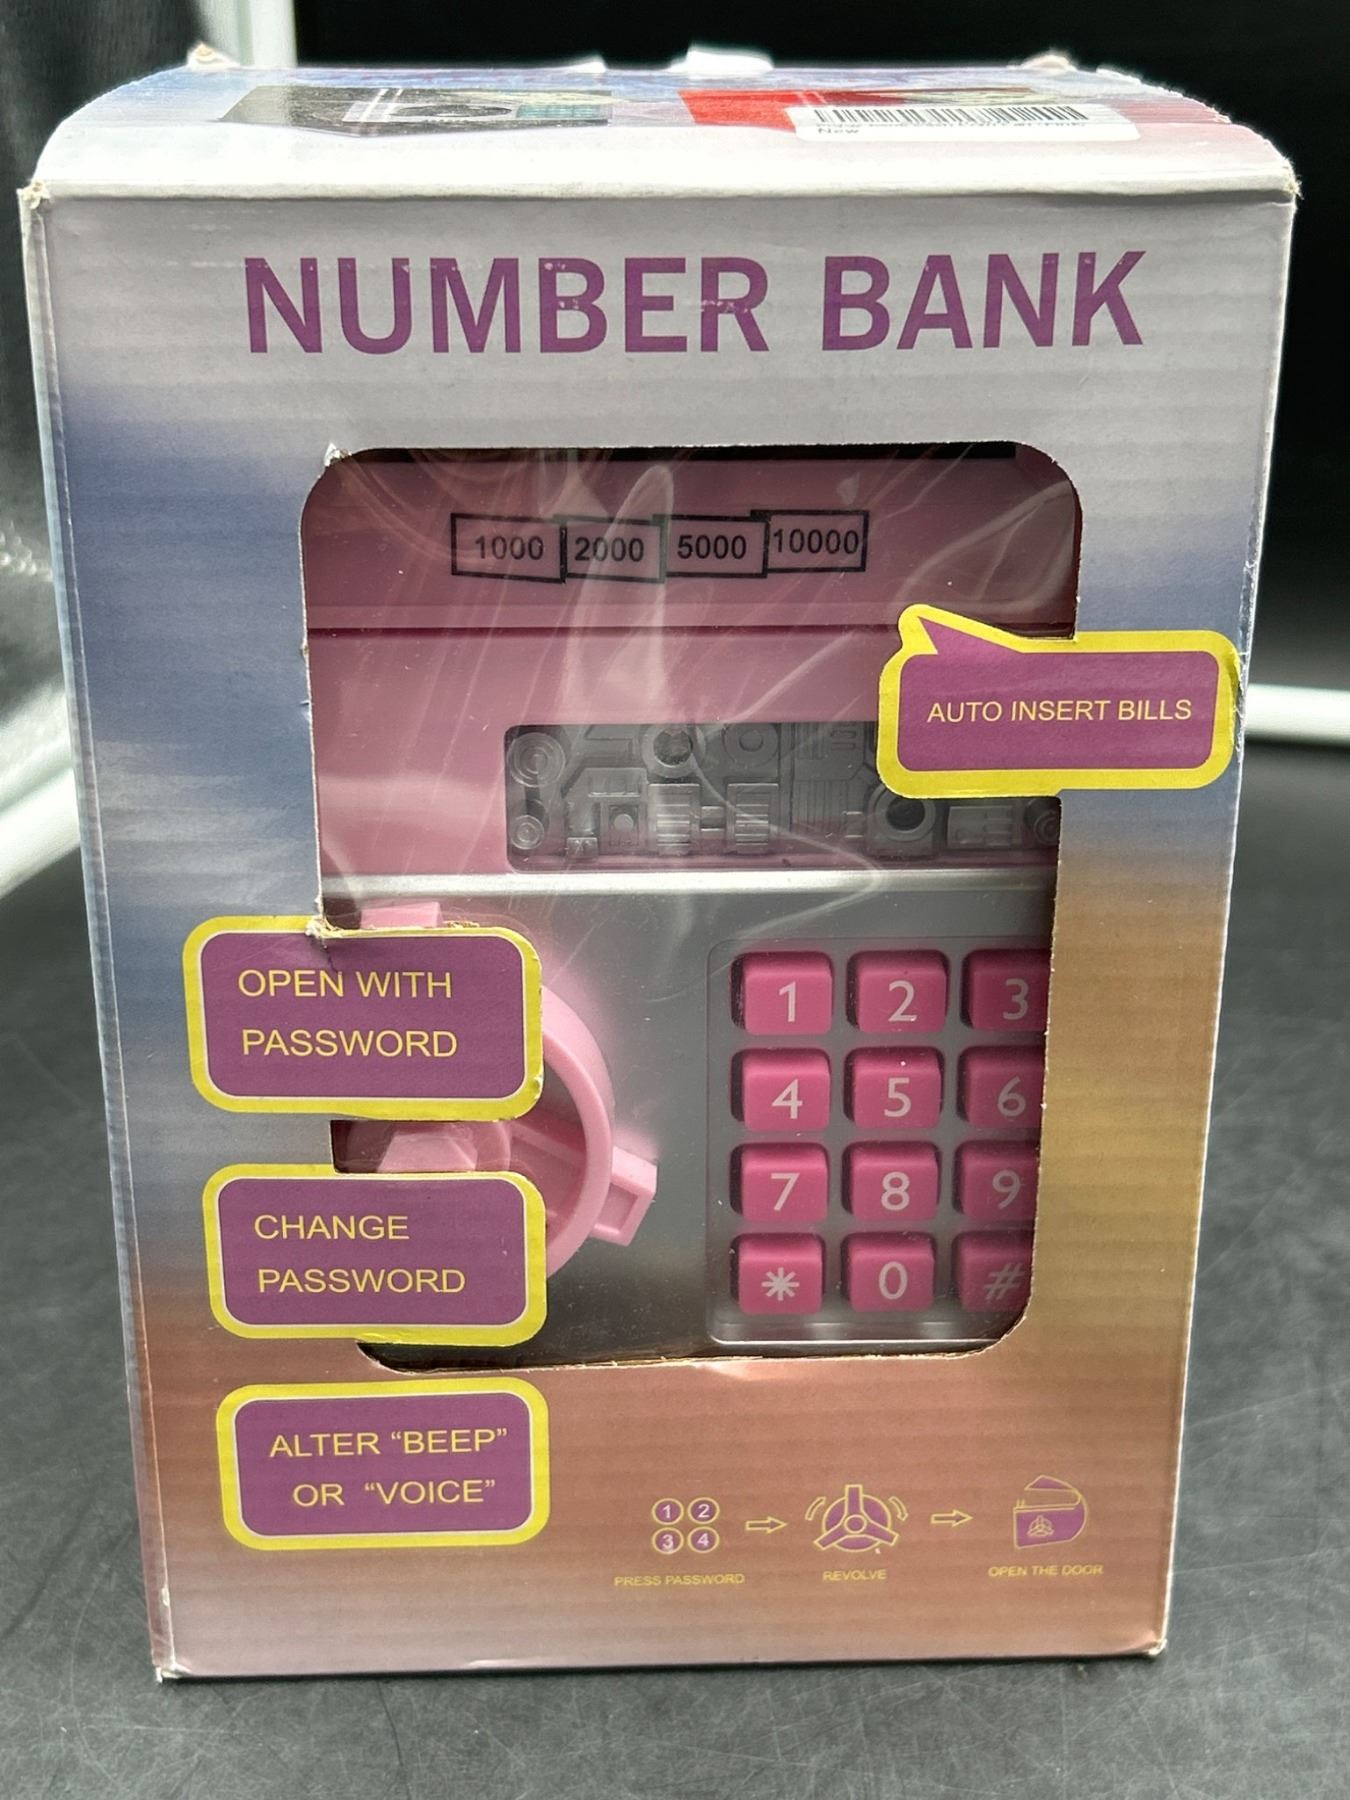 New
NUMBER BANK
1000 2000 5000 10000
AUTO INSERT BILLS
1 2 3
4 5 6
7 8 9
* 0 #
OPEN WITH
PASSWORD
CHANGE
PASSWORD
ALTER “BEEP”
OR “VOICE”
1 2
3 4
PRESS PASSWORD
REVOLVE
OPEN THE DOOR